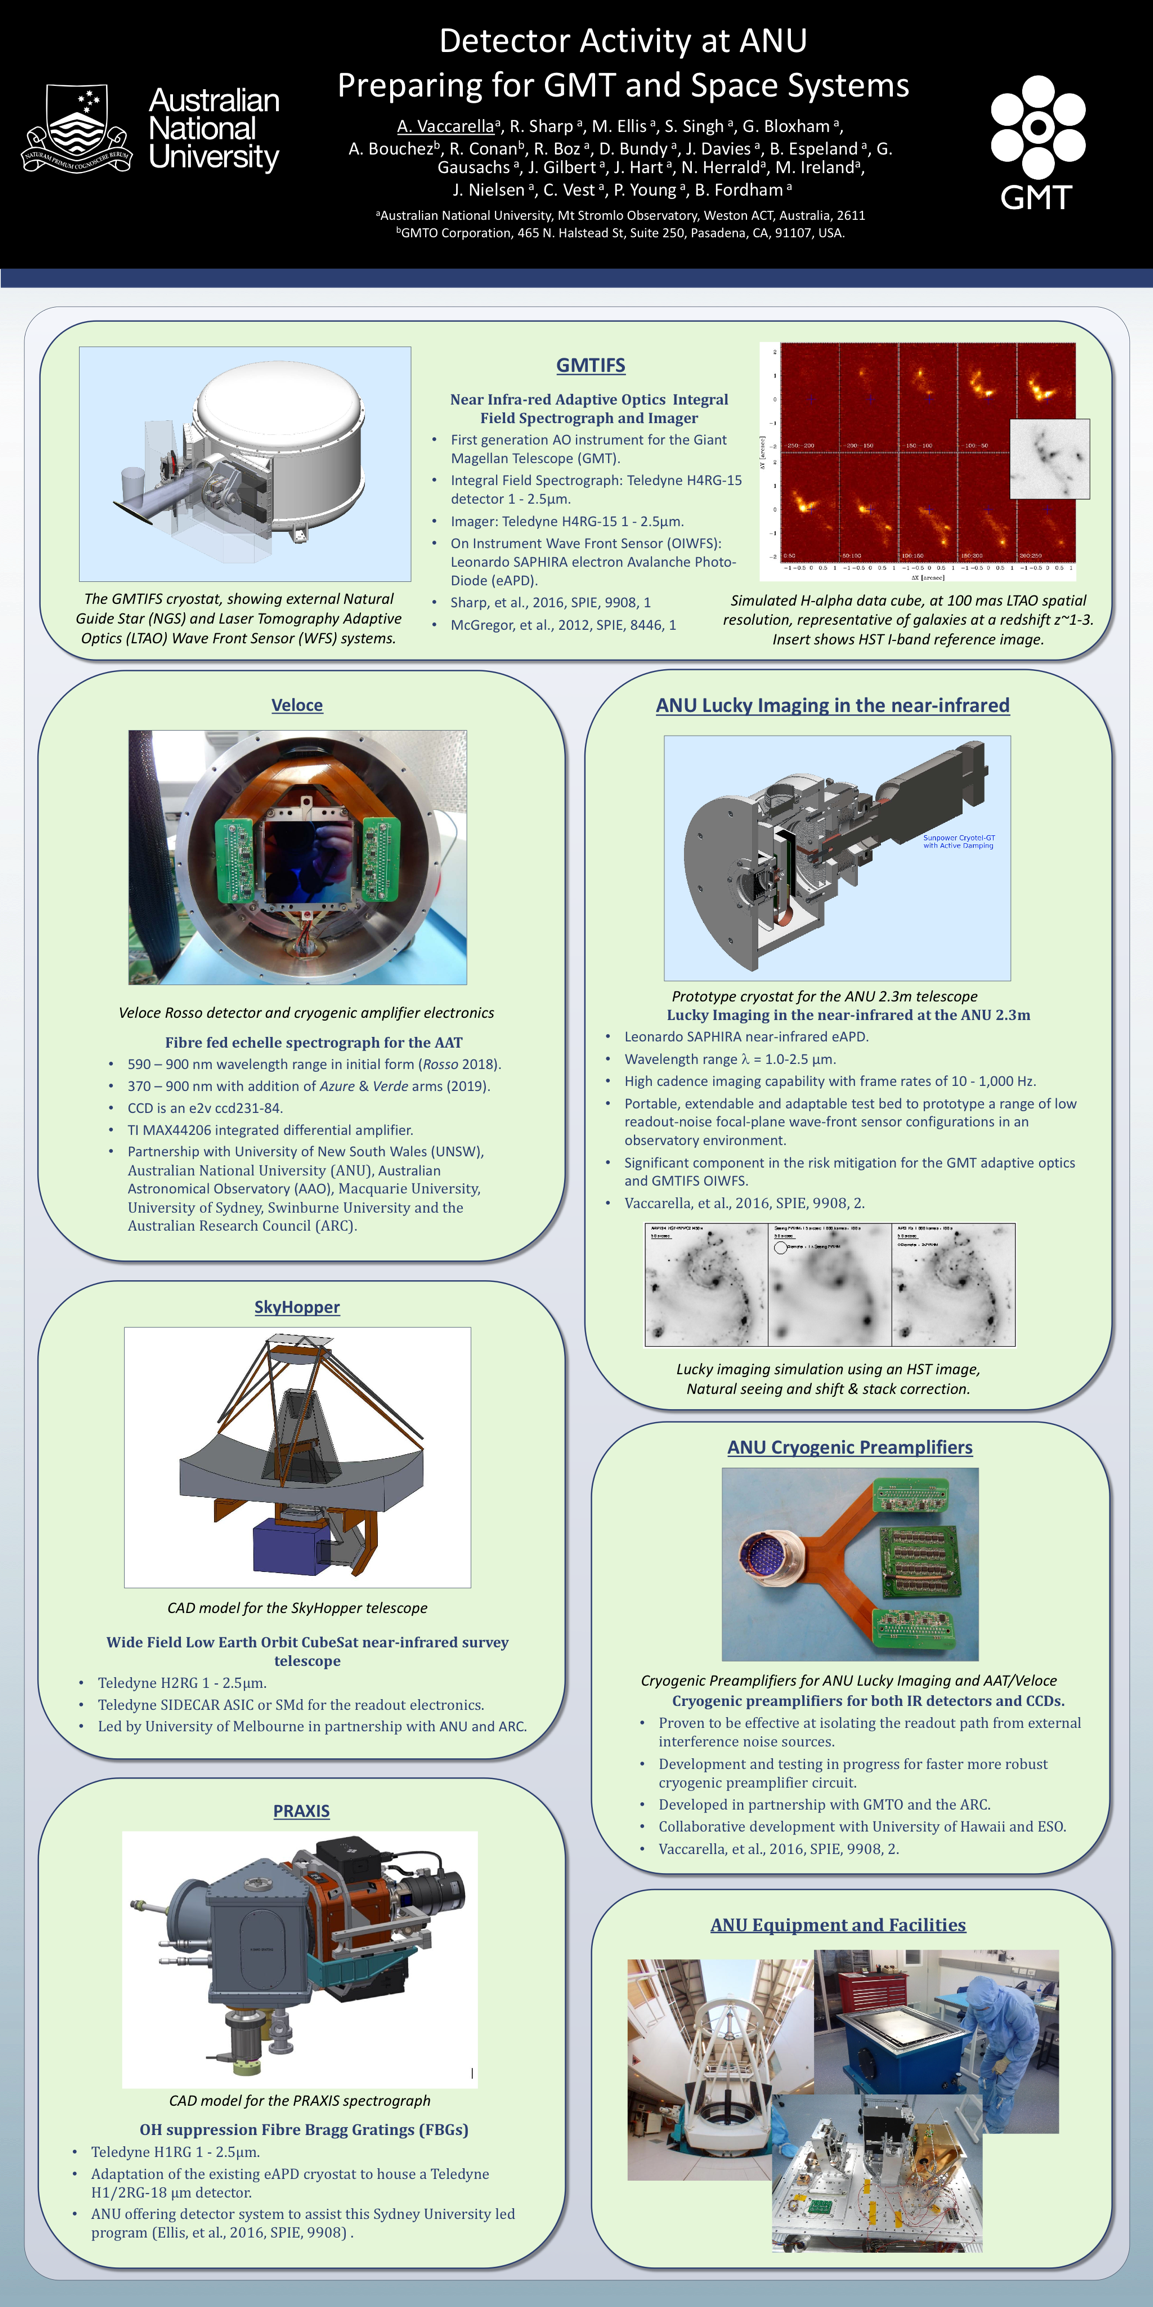 Detector Activity at ANU
Preparing for GMT and Space Systems
Australian
National
University
NATURAM PRIMUM COGNOSCERE RERUM
A. Vaccarellaᵃ, R. Sharp ᵃ, M. Ellis ᵃ, S. Singh ᵃ, G. Bloxham ᵃ,
A. Bouchezᵇ, R. Conanᵇ, R. Boz ᵃ, D. Bundy ᵃ, J. Davies ᵃ, B. Espeland ᵃ, G.
Gausachs ᵃ, J. Gilbert ᵃ, J. Hart ᵃ, N. Herraldᵃ, M. Irelandᵃ,
J. Nielsen ᵃ, C. Vest ᵃ, P. Young ᵃ, B. Fordham ᵃ
ᵃAustralian National University, Mt Stromlo Observatory, Weston ACT, Australia, 2611
ᵇGMTO Corporation, 465 N. Halstead St, Suite 250, Pasadena, CA, 91107, USA.
GMT
The GMTIFS cryostat, showing external Natural
Guide Star (NGS) and Laser Tomography Adaptive
Optics (LTAO) Wave Front Sensor (WFS) systems.
GMTIFS
Near Infra-red Adaptive Optics Integral
Field Spectrograph and Imager
• First generation AO instrument for the Giant
Magellan Telescope (GMT).
• Integral Field Spectrograph: Teledyne H4RG-15
detector 1 - 2.5µm.
• Imager: Teledyne H4RG-15 1 - 2.5µm.
• On Instrument Wave Front Sensor (OIWFS):
Leonardo SAPHIRA electron Avalanche Photo-
Diode (eAPD).
• Sharp, et al., 2016, SPIE, 9908, 1
• McGregor, et al., 2012, SPIE, 8446, 1
ΔY [arcsec]
ΔX [arcsec]
Simulated H-alpha data cube, at 100 mas LTAO spatial
resolution, representative of galaxies at a redshift z~1-3.
Insert shows HST I-band reference image.
Veloce
Veloce Rosso detector and cryogenic amplifier electronics
Fibre fed echelle spectrograph for the AAT
• 590 – 900 nm wavelength range in initial form (Rosso 2018).
• 370 – 900 nm with addition of Azure & Verde arms (2019).
• CCD is an e2v ccd231-84.
• TI MAX44206 integrated differential amplifier.
• Partnership with University of New South Wales (UNSW),
Australian National University (ANU), Australian
Astronomical Observatory (AAO), Macquarie University,
University of Sydney, Swinburne University and the
Australian Research Council (ARC).
ANU Lucky Imaging in the near-infrared
Sunpower Cryotel-GT
with Active Damping
Prototype cryostat for the ANU 2.3m telescope
Lucky Imaging in the near-infrared at the ANU 2.3m
• Leonardo SAPHIRA near-infrared eAPD.
• Wavelength range λ = 1.0-2.5 µm.
• High cadence imaging capability with frame rates of 10 - 1,000 Hz.
• Portable, extendable and adaptable test bed to prototype a range of low
readout-noise focal-plane wave-front sensor configurations in an
observatory environment.
• Significant component in the risk mitigation for the GMT adaptive optics
and GMTIFS OIWFS.
• Vaccarella, et al., 2016, SPIE, 9908, 2.
Lucky imaging simulation using an HST image,
Natural seeing and shift & stack correction.
SkyHopper
CAD model for the SkyHopper telescope
Wide Field Low Earth Orbit CubeSat near-infrared survey
telescope
• Teledyne H2RG 1 - 2.5µm.
• Teledyne SIDECAR ASIC or SMd for the readout electronics.
• Led by University of Melbourne in partnership with ANU and ARC.
ANU Cryogenic Preamplifiers
Cryogenic Preamplifiers for ANU Lucky Imaging and AAT/Veloce
Cryogenic preamplifiers for both IR detectors and CCDs.
• Proven to be effective at isolating the readout path from external
interference noise sources.
• Development and testing in progress for faster more robust
cryogenic preamplifier circuit.
• Developed in partnership with GMTO and the ARC.
• Collaborative development with University of Hawaii and ESO.
• Vaccarella, et al., 2016, SPIE, 9908, 2.
PRAXIS
CAD model for the PRAXIS spectrograph
OH suppression Fibre Bragg Gratings (FBGs)
• Teledyne H1RG 1 - 2.5µm.
• Adaptation of the existing eAPD cryostat to house a Teledyne
H1/2RG-18 µm detector.
• ANU offering detector system to assist this Sydney University led
program (Ellis, et al., 2016, SPIE, 9908) .
ANU Equipment and Facilities